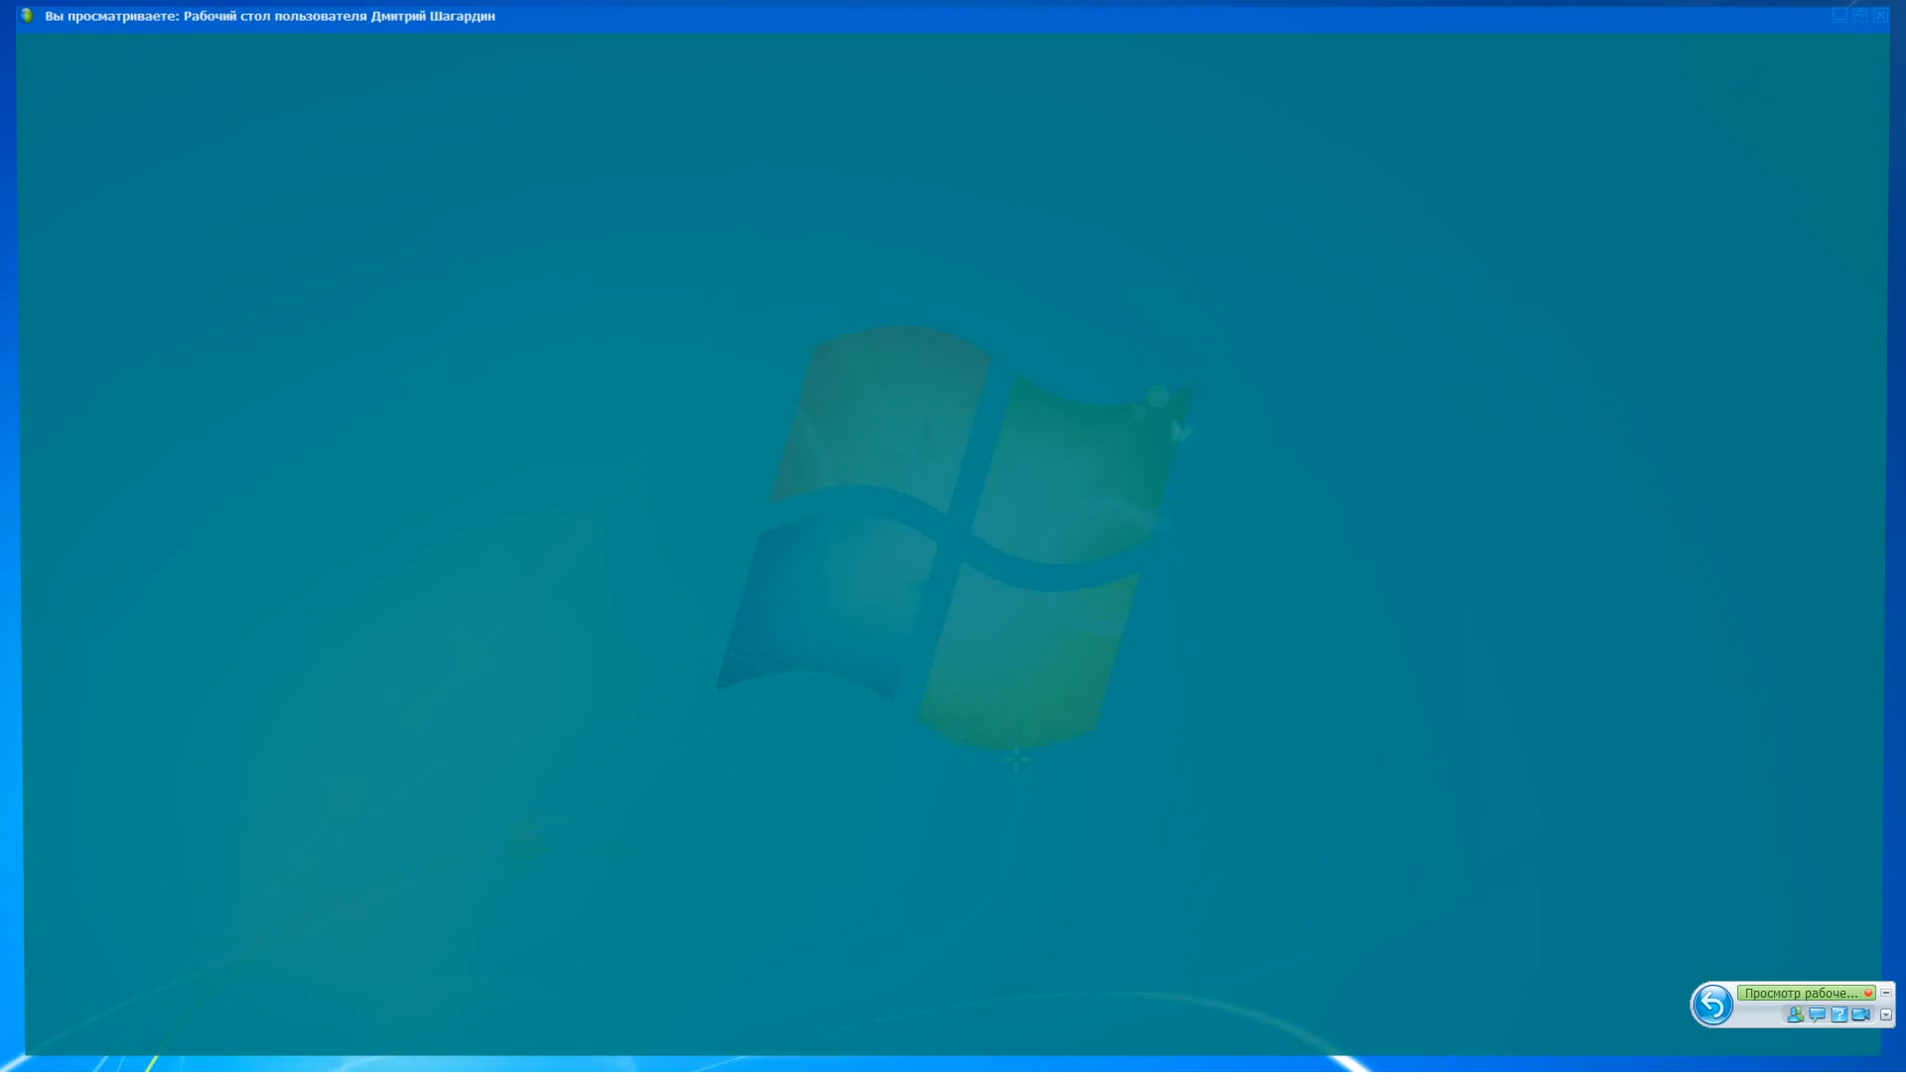 Вы просматриваете: Рабочий стол пользователя Дмитрий Шагардин
Просмотр рабоче...